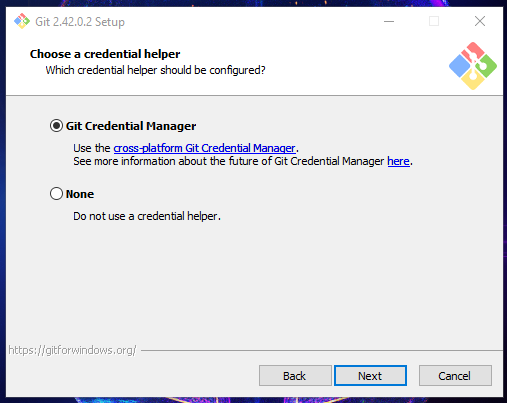 Git 2.42.0.2 Setup
Choose a credential helper
Which credential helper should be configured?
Git Credential Manager
Use the cross-platform Git Credential Manager.
See more information about the future of Git Credential Manager here.
None
Do not use a credential helper.
https://gitforwindows.org/
Back Next Cancel